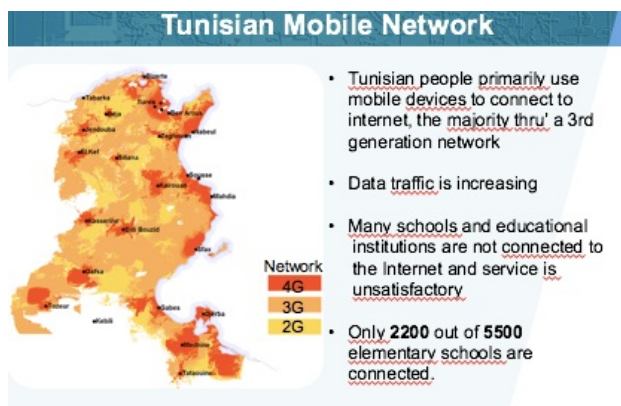 Tunisian Mobile Network
• Tunisian people primarily use
mobile devices to connect to
internet, the majority thru' a 3rd
generation network
• Data traffic is increasing
• Many schools and educational
institutions are not connected to
the Internet and service is
unsatisfactory
• Only 2200 out of 5500
elementary schools are
connected.
Network
4G
3G
2G
Bizerte
Tabarka
Tunis
Beja
Ben Arous
Jendouba
Nabeul
Zaghouan
El Kef
Siliana
Sousse
Kairouan
Mahdia
Kasserine
Sidi Bouzid
Sfax
Gafsa
Tozeur
Gabes
Djerba
Kebili
Mednine
Tataouine